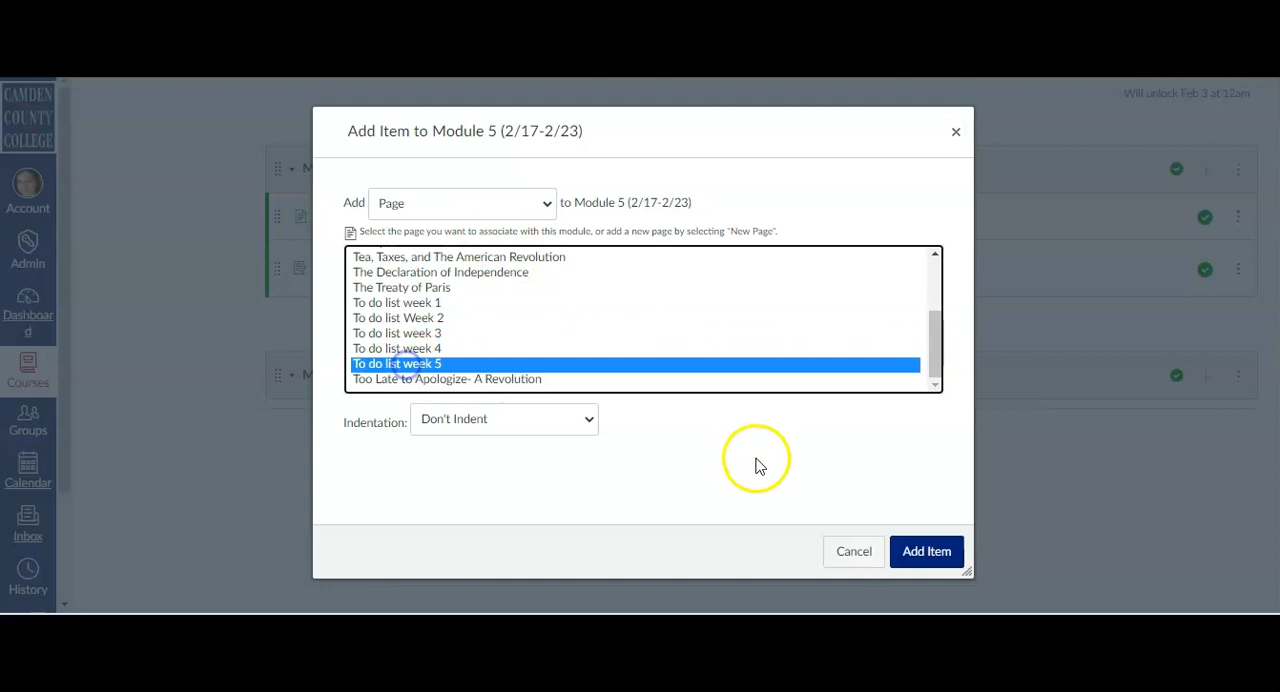 CAMDEN
COUNTY
COLLEGE
Will unlock Feb 3 at 12am
Account
Admin
Dashboar
d
Courses
Groups
Calendar
Inbox
History
M
M
Add Item to Module 5 (2/17-2/23)
×
Add Page to Module 5 (2/17-2/23)
Select the page you want to associate with this module, or add a new page by selecting "New Page".
Tea, Taxes, and The American Revolution
The Declaration of Independence
The Treaty of Paris
To do list week 1
To do list Week 2
To do list week 3
To do list week 4
To do list week 5
Too Late to Apologize- A Revolution
Indentation: Don't Indent
Cancel Add Item